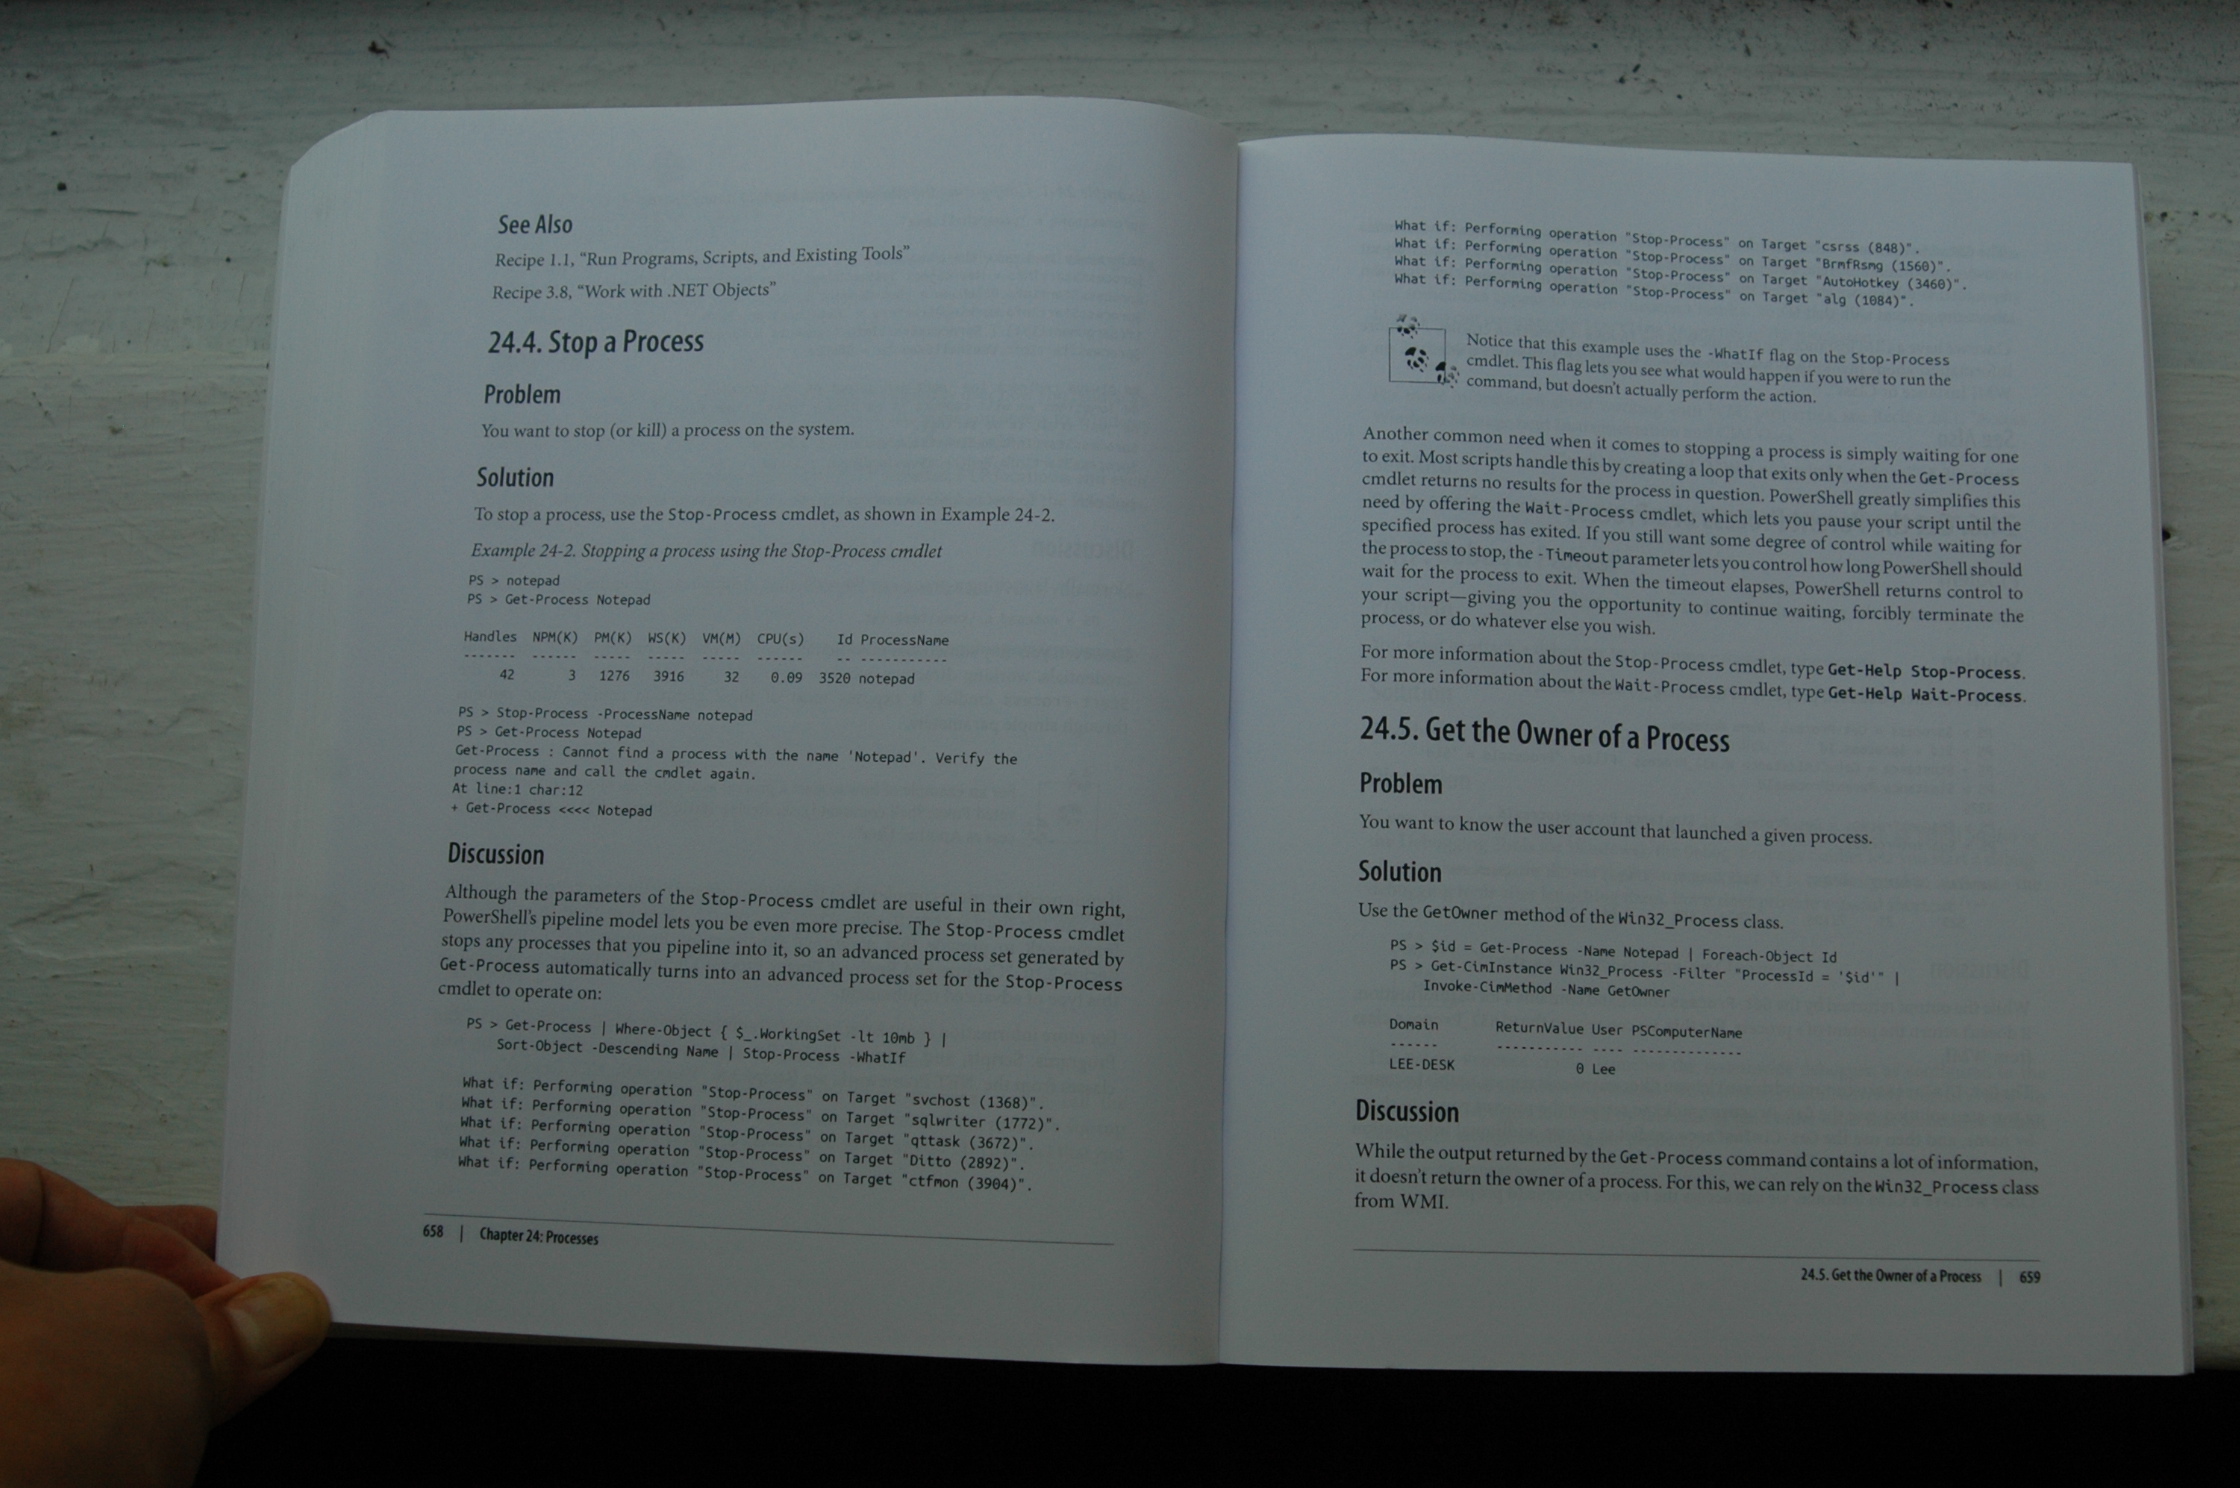 See Also
Recipe 1.1, “Run Programs, Scripts, and Existing Tools”
Recipe 3.8, “Work with .NET Objects”
24.4. Stop a Process
Problem
You want to stop (or kill) a process on the system.
Solution
To stop a process, use the Stop-Process cmdlet, as shown in Example 24-2.
Example 24-2. Stopping a process using the Stop-Process cmdlet
PS > notepad
PS > Get-Process Notepad
Handles NPM(K) PM(K) WS(K) VM(M) CPU(s) Id ProcessName
------- ------ ----- ----- ----- ------ -- -----------
42 3 1276 3916 32 0.09 3520 notepad
PS > Stop-Process -ProcessName notepad
PS > Get-Process Notepad
Get-Process : Cannot find a process with the name 'Notepad'. Verify the
process name and call the cmdlet again.
At line:1 char:12
+ Get-Process <<<< Notepad
Discussion
Although the parameters of the Stop-Process cmdlet are useful in their own right,
PowerShell’s pipeline model lets you be even more precise. The Stop-Process cmdlet
stops any processes that you pipeline into it, so an advanced process set generated by
Get-Process automatically turns into an advanced process set for the Stop-Process
cmdlet to operate on:
PS > Get-Process | Where-Object { $_.WorkingSet -lt 10mb } |
Sort-Object -Descending Name | Stop-Process -WhatIf
What if: Performing operation "Stop-Process" on Target "svchost (1368)".
What if: Performing operation "Stop-Process" on Target "sqlwriter (1772)".
What if: Performing operation "Stop-Process" on Target "qttask (3672)".
What if: Performing operation "Stop-Process" on Target "Ditto (2892)".
What if: Performing operation "Stop-Process" on Target "ctfmon (3904)".
658 | Chapter 24: Processes
What if: Performing operation "Stop-Process" on Target "csrss (848)".
What if: Performing operation "Stop-Process" on Target "BrmfRsmg (1560)".
What if: Performing operation "Stop-Process" on Target "AutoHotkey (3460)".
What if: Performing operation "Stop-Process" on Target "alg (1084)".
Notice that this example uses the -WhatIf flag on the Stop-Process
cmdlet. This flag lets you see what would happen if you were to run the
command, but doesn’t actually perform the action.
Another common need when it comes to stopping a process is simply waiting for one
to exit. Most scripts handle this by creating a loop that exits only when the Get-Process
cmdlet returns no results for the process in question. PowerShell greatly simplifies this
need by offering the Wait-Process cmdlet, which lets you pause your script until the
specified process has exited. If you still want some degree of control while waiting for
the process to stop, the -Timeout parameter lets you control how long PowerShell should
wait for the process to exit. When the timeout elapses, PowerShell returns control to
your script—giving you the opportunity to continue waiting, forcibly terminate the
process, or do whatever else you wish.
For more information about the Stop-Process cmdlet, type Get-Help Stop-Process.
For more information about the Wait-Process cmdlet, type Get-Help Wait-Process.
24.5. Get the Owner of a Process
Problem
You want to know the user account that launched a given process.
Solution
Use the GetOwner method of the Win32_Process class.
PS > $id = Get-Process -Name Notepad | Foreach-Object Id
PS > Get-CimInstance Win32_Process -Filter "ProcessId = '$id'" |
Invoke-CimMethod -Name GetOwner
Domain ReturnValue User PSComputerName
------ ----------- ---- --------------
LEE-DESK 0 Lee
Discussion
While the output returned by the Get-Process command contains a lot of information,
it doesn’t return the owner of a process. For this, we can rely on the Win32_Process class
from WMI.
24.5. Get the Owner of a Process | 659